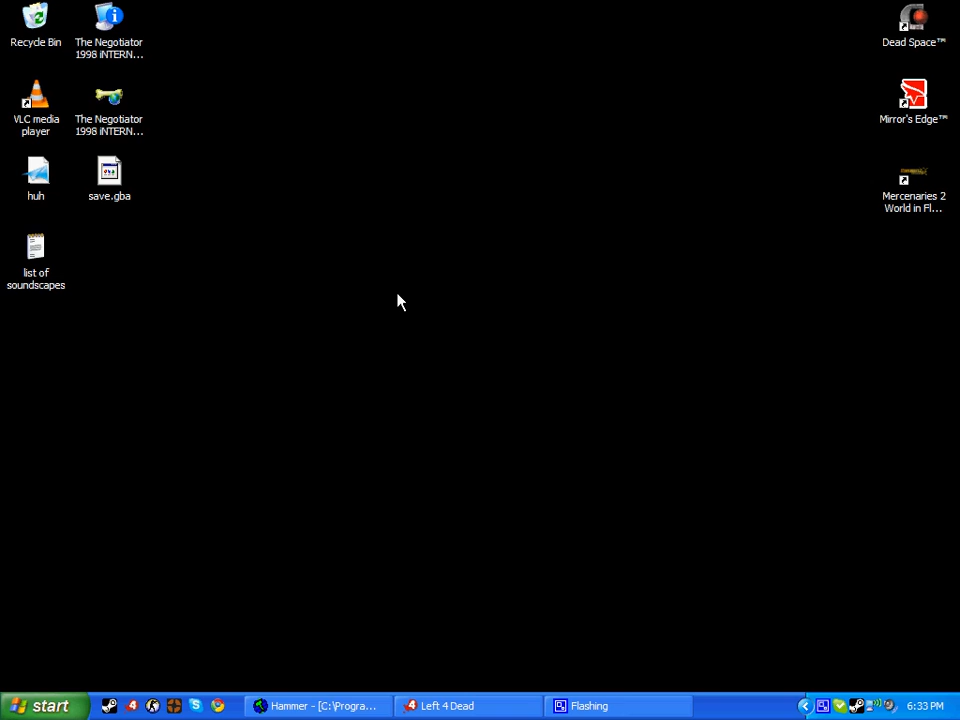 Recycle Bin
The Negotiator
1998 iNTERN...
Dead Space™
VLC media
player
The Negotiator
1998 iNTERN...
Mirror's Edge™
huh
save.gba
Mercenaries 2
World in Fl...
list of
soundscapes
start
Hammer - [C:\Progra...
Left 4 Dead
Flashing
6:33 PM